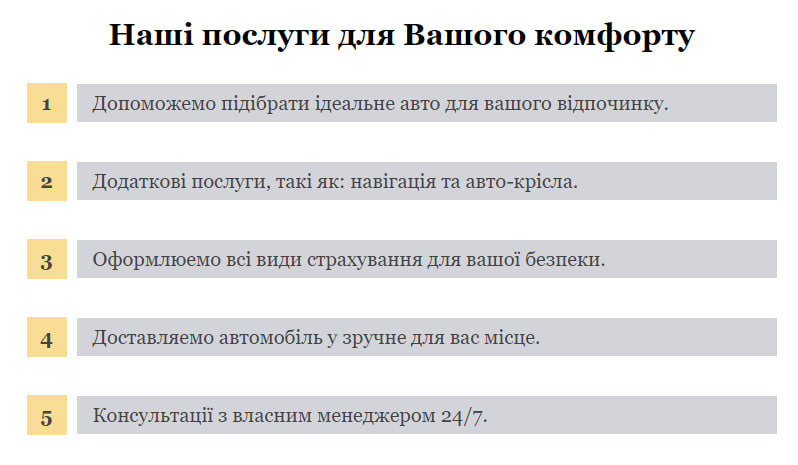 Наші послуги для Вашого комфорту
1 Допоможемо підібрати ідеальне авто для вашого відпочинку.
2 Додаткові послуги, такі як: навігація та авто-крісла.
3 Оформлюемо всі види страхування для вашої безпеки.
4 Доставляемо автомобіль у зручне для вас місце.
5 Консультації з власним менеджером 24/7.